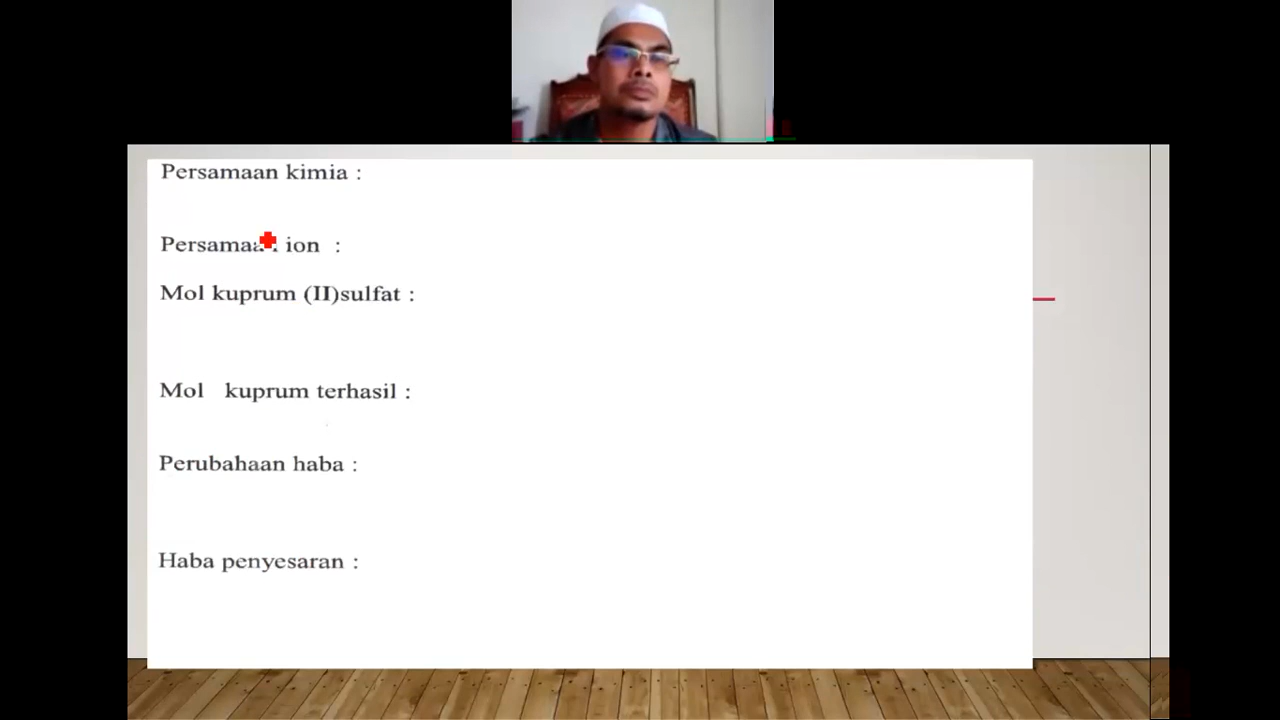 Persamaan kimia :
Persamaan ion :
Mol kuprum (II)sulfat :
Mol kuprum terhasil :
Perubahaan haba :
Haba penyesaran :